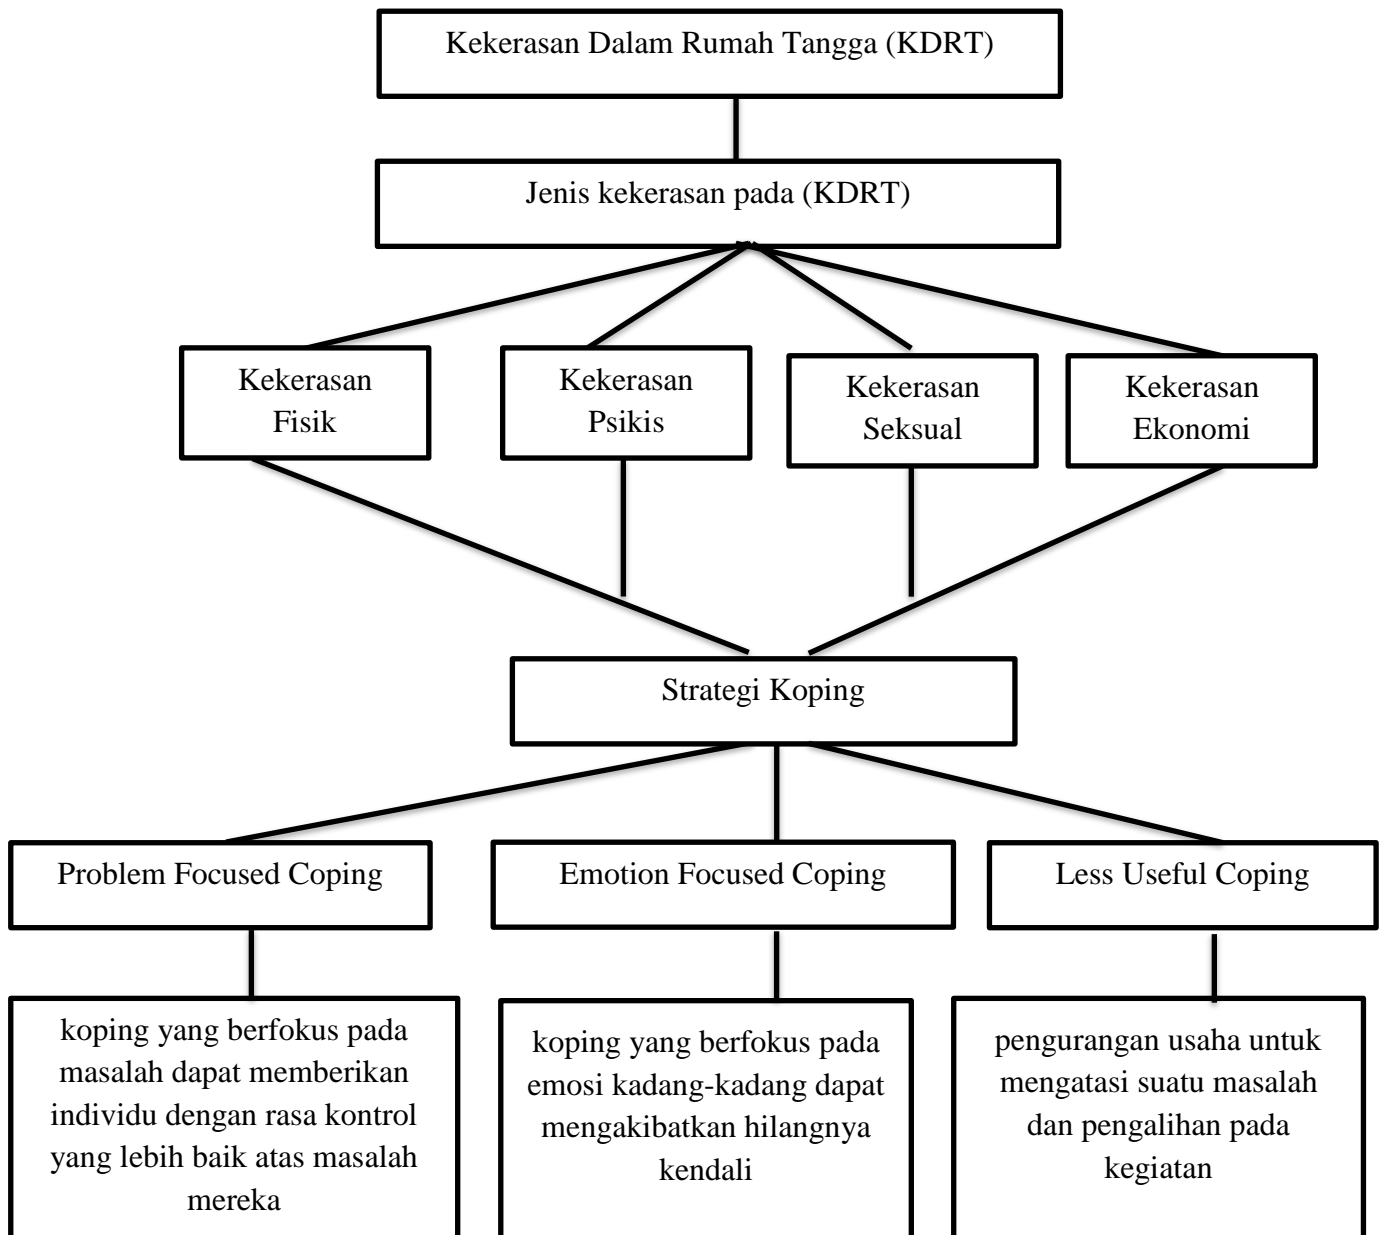 Kekerasan Dalam Rumah Tangga (KDRT)
Jenis kekerasan pada (KDRT)
Kekerasan
Fisik
Kekerasan
Psikis
Kekerasan
Seksual
Kekerasan
Ekonomi
Strategi Koping
Problem Focused Coping
Emotion Focused Coping
Less Useful Coping
koping yang berfokus pada
masalah dapat memberikan
individu dengan rasa kontrol
yang lebih baik atas masalah
mereka
koping yang berfokus pada
emosi kadang-kadang dapat
mengakibatkan hilangnya
kendali
pengurangan usaha untuk
mengatasi suatu masalah
dan pengalihan pada
kegiatan